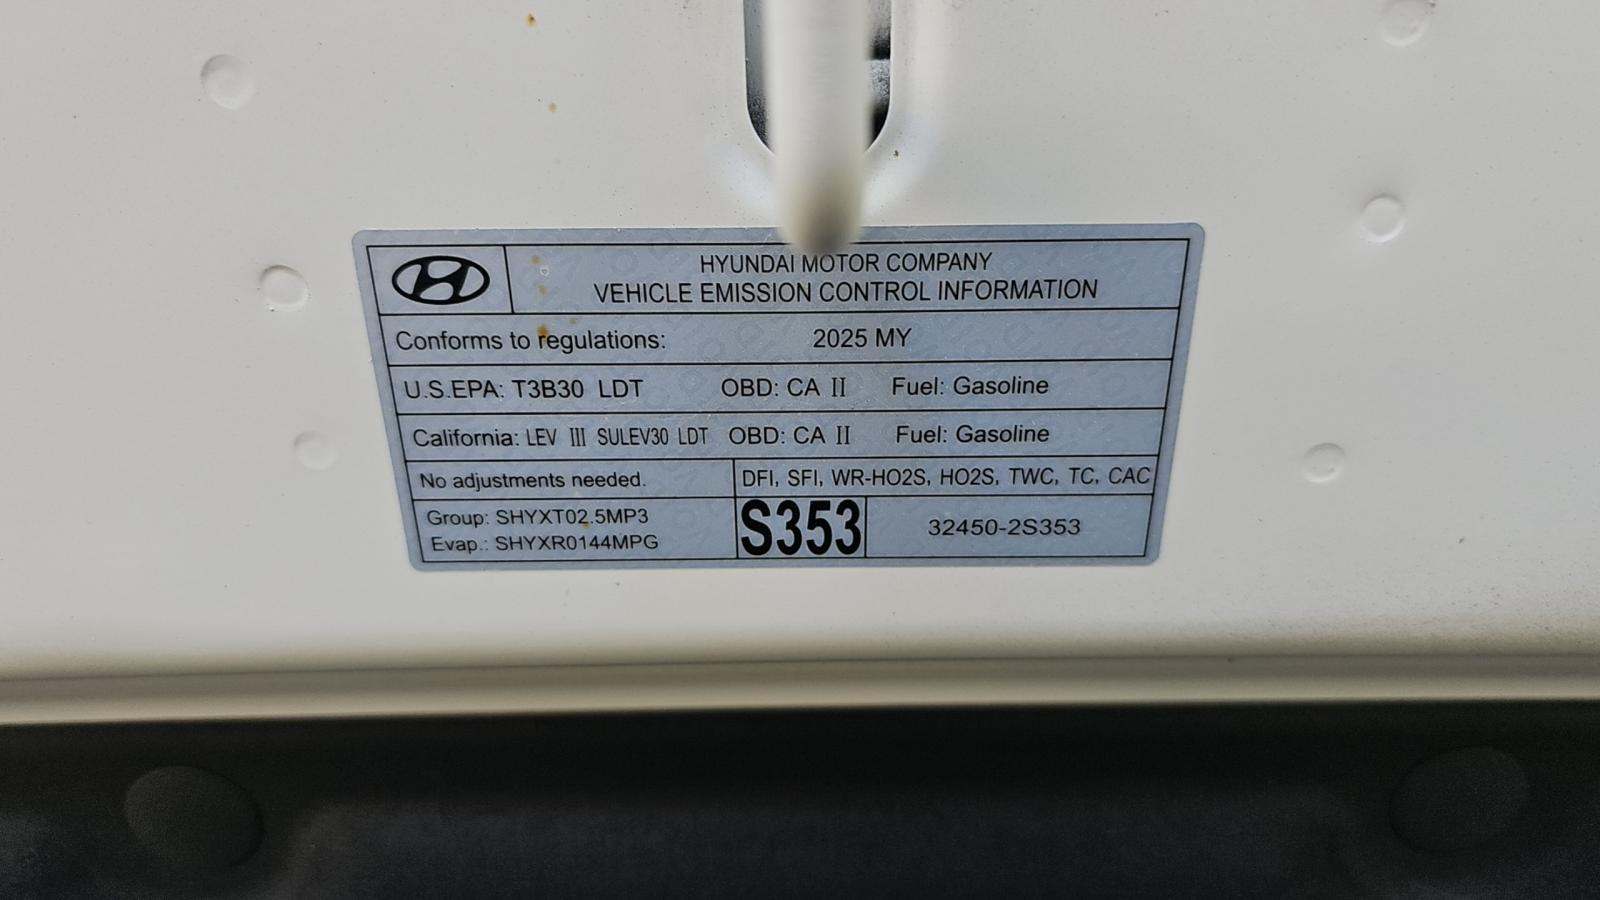 HYUNDAI MOTOR COMPANY
VEHICLE EMISSION CONTROL INFORMATION
Conforms to regulations: 2025 MY
U.S.EPA: T3B30 LDT OBD: CA II Fuel: Gasoline
California: LEV III SULEV30 LDT OBD: CA II Fuel: Gasoline
No adjustments needed. DFI, SFI, WR-HO2S, HO2S, TWC, TC, CAC
Group: SHYXT02.5MP3
Evap.: SHYXR0144MPG
S353
32450-2S353